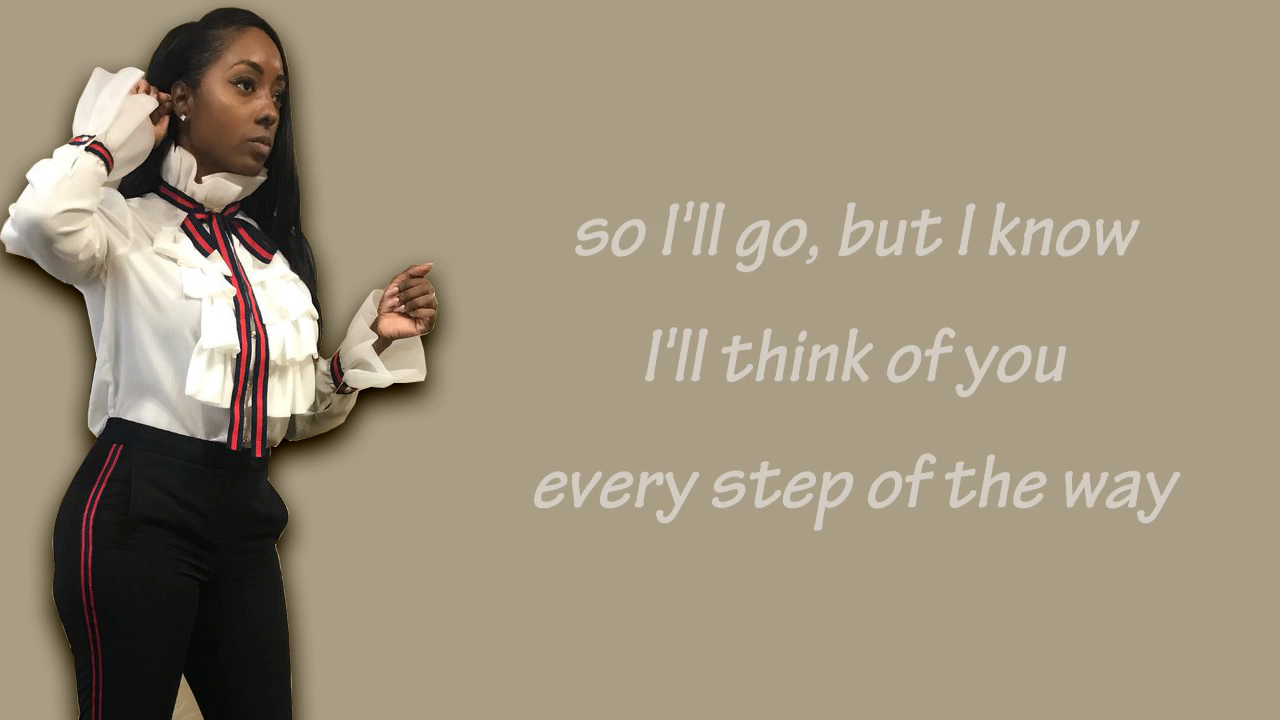 so I'll go, but I know
I'll think of you
every step of the way